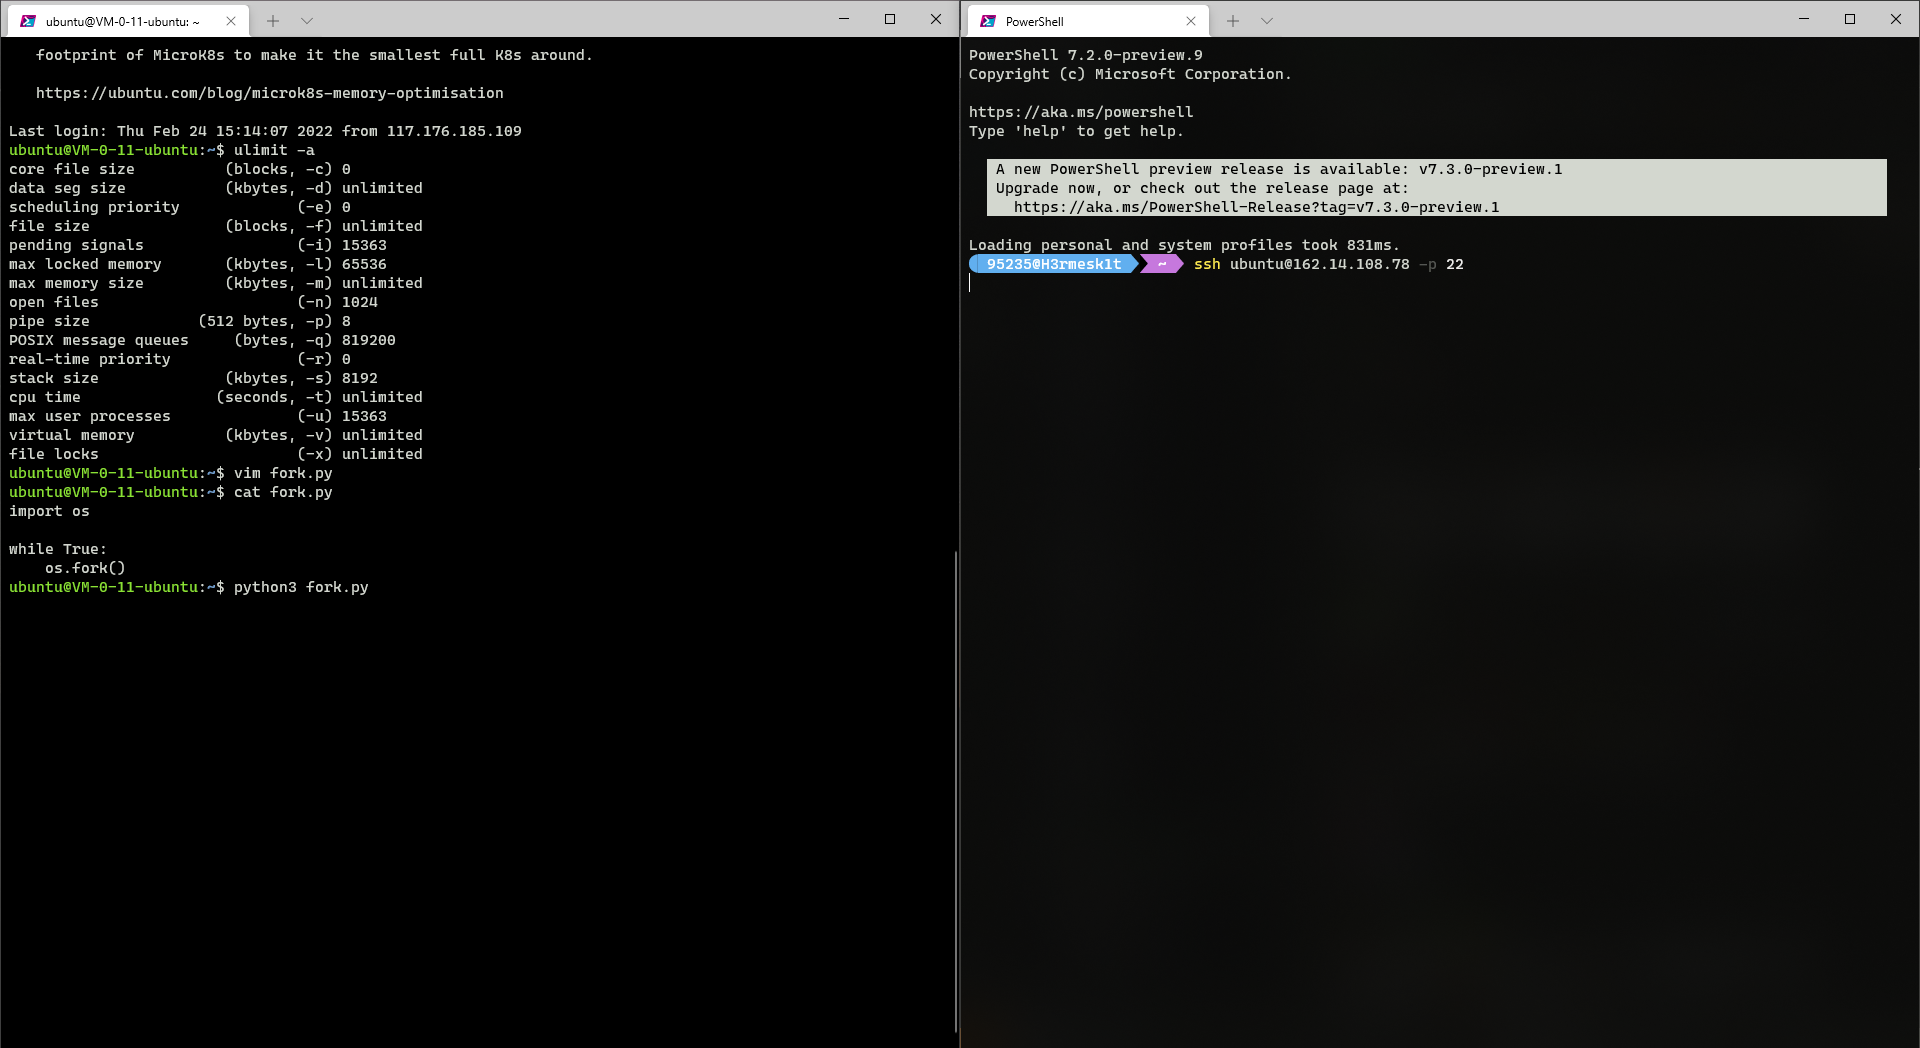 ubuntu@VM-0-11-ubuntu: ~
footprint of MicroK8s to make it the smallest full K8s around.
https://ubuntu.com/blog/microk8s-memory-optimisation
Last login: Thu Feb 24 15:14:07 2022 from 117.176.185.109
ubuntu@VM-0-11-ubuntu:~$ ulimit -a
core file size          (blocks, -c) 0
data seg size           (kbytes, -d) unlimited
scheduling priority             (-e) 0
file size               (blocks, -f) unlimited
pending signals                 (-i) 15363
max locked memory       (kbytes, -l) 65536
max memory size         (kbytes, -m) unlimited
open files                      (-n) 1024
pipe size            (512 bytes, -p) 8
POSIX message queues     (bytes, -q) 819200
real-time priority              (-r) 0
stack size              (kbytes, -s) 8192
cpu time               (seconds, -t) unlimited
max user processes              (-u) 15363
virtual memory          (kbytes, -v) unlimited
file locks                      (-x) unlimited
ubuntu@VM-0-11-ubuntu:~$ vim fork.py
ubuntu@VM-0-11-ubuntu:~$ cat fork.py
import os
while True:
    os.fork()
ubuntu@VM-0-11-ubuntu:~$ python3 fork.py
PowerShell
PowerShell 7.2.0-preview.9
Copyright (c) Microsoft Corporation.
https://aka.ms/powershell
Type 'help' to get help.
A new PowerShell preview release is available: v7.3.0-preview.1
Upgrade now, or check out the release page at:
https://aka.ms/PowerShell-Release?tag=v7.3.0-preview.1
Loading personal and system profiles took 831ms.
95235@H3rmesk1t ~ ssh ubuntu@162.14.108.78 -p 22